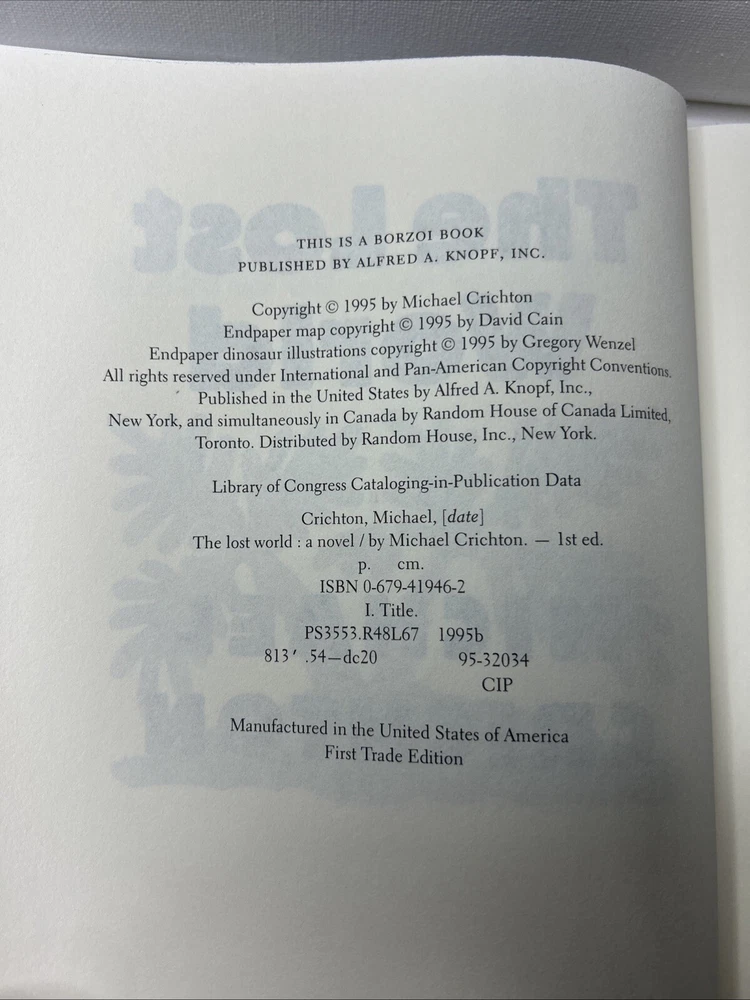 THIS IS A BORZOI BOOK
PUBLISHED BY ALFRED A. KNOPF, INC.
Copyright © 1995 by Michael Crichton
Endpaper map copyright © 1995 by David Cain
Endpaper dinosaur illustrations copyright © 1995 by Gregory Wenzel
All rights reserved under International and Pan-American Copyright Conventions.
Published in the United States by Alfred A. Knopf, Inc.,
New York, and simultaneously in Canada by Random House of Canada Limited,
Toronto. Distributed by Random House, Inc., New York.
Library of Congress Cataloging-in-Publication Data
Crichton, Michael, [date]
The lost world : a novel / by Michael Crichton. — 1st ed.
p. cm.
ISBN 0-679-41946-2
I. Title.
PS3553.R48L67 1995b
813′ .54—dc20 95-32034
CIP
Manufactured in the United States of America
First Trade Edition